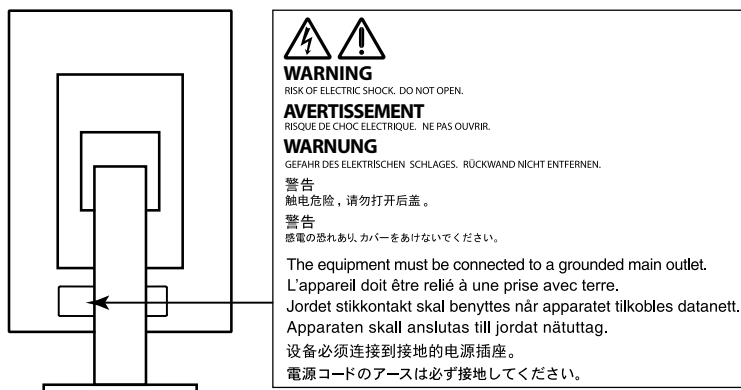 WARNING
RISK OF ELECTRIC SHOCK. DO NOT OPEN.
AVERTISSEMENT
RISQUE DE CHOC ELECTRIQUE. NE PAS OUVRIR.
WARNUNG
GEFAHR DES ELEKTRISCHEN SCHLAGES. RÜCKWAND NICHT ENTFERNEN.
警告
触电危险，请勿打开后盖。
警告
感電の恐れあり、カバーをあけないでください。
The equipment must be connected to a grounded main outlet.
L'appareil doit être relié à une prise avec terre.
Jordet stikkontakt skal benyttes når apparatet tilkobles datanett.
Apparaten skall anslutas till jordat nätuttag.
设备必须连接到接地的电源插座。
電源コードのアースは必ず接地してください。